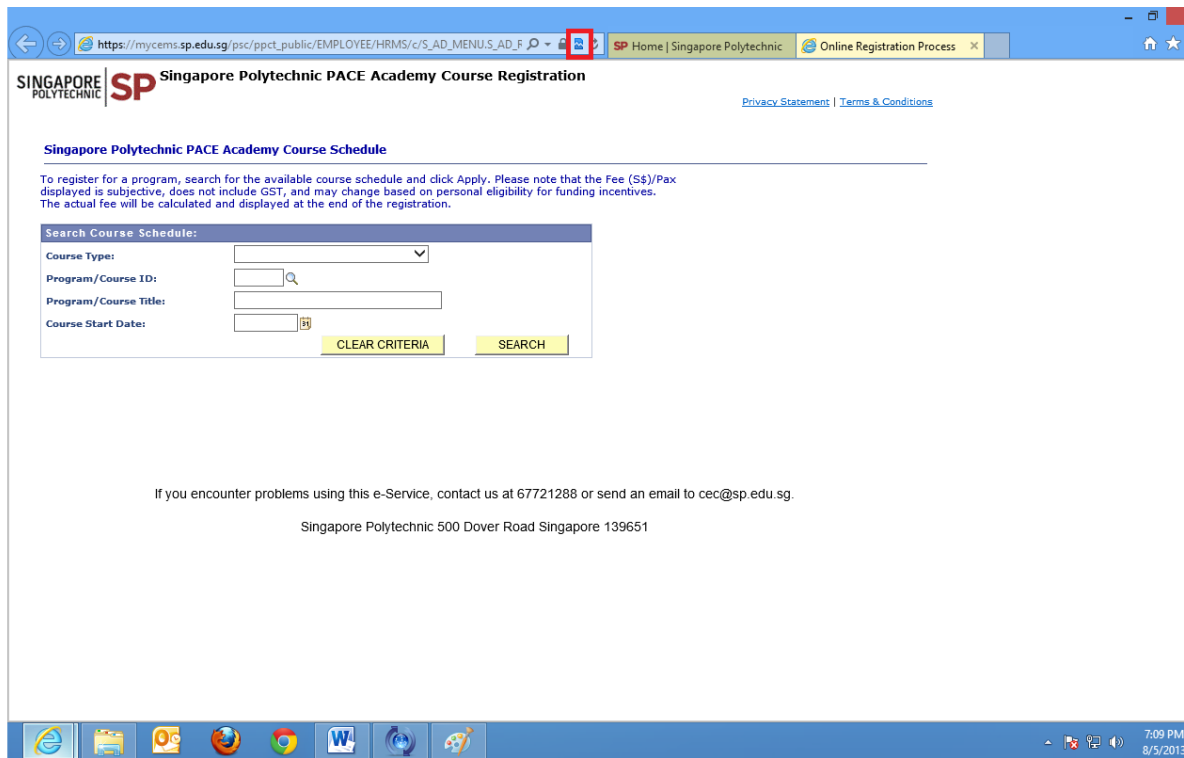 https://mycems.sp.edu.sg/psc/ppct_public/EMPLOYEE/HRMS/c/S_AD_MENU.S_AD_F
SP Home | Singapore Polytechnic
Online Registration Process
SINGAPORE POLYTECHNIC SP
Singapore Polytechnic PACE Academy Course Registration
Privacy Statement | Terms & Conditions
Singapore Polytechnic PACE Academy Course Schedule
To register for a program, search for the available course schedule and click Apply. Please note that the Fee (S$)/Pax
displayed is subjective, does not include GST, and may change based on personal eligibility for funding incentives.
The actual fee will be calculated and displayed at the end of the registration.
Search Course Schedule:
Course Type:
Program/Course ID:
Program/Course Title:
Course Start Date:
31
CLEAR CRITERIA SEARCH
If you encounter problems using this e-Service, contact us at 67721288 or send an email to cec@sp.edu.sg.
Singapore Polytechnic 500 Dover Road Singapore 139651
7:09 PM
8/5/2013